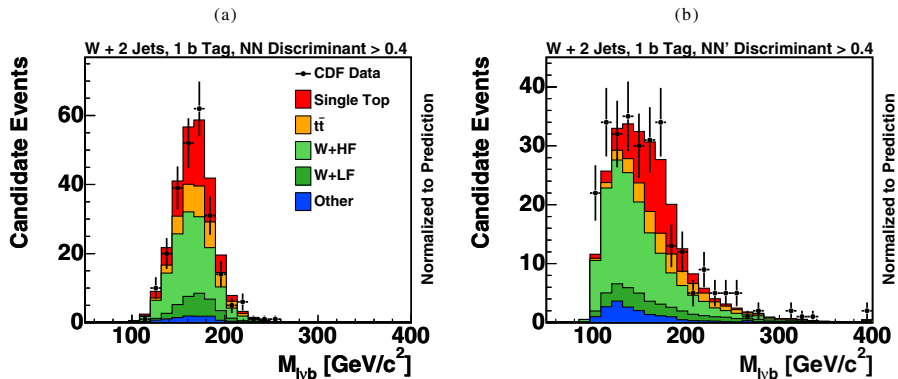 (a)
W + 2 Jets, 1 b Tag, NN Discriminant > 0.4
Candidate Events
60
40
20
0
CDF Data
Single Top
tt̄
W+HF
W+LF
Other
Normalized to Prediction
100 200 300 400
M_lνb [GeV/c²]
(b)
W + 2 Jets, 1 b Tag, NN' Discriminant > 0.4
Candidate Events
40
30
20
10
0
Normalized to Prediction
0 100 200 300 400
M_lνb [GeV/c²]